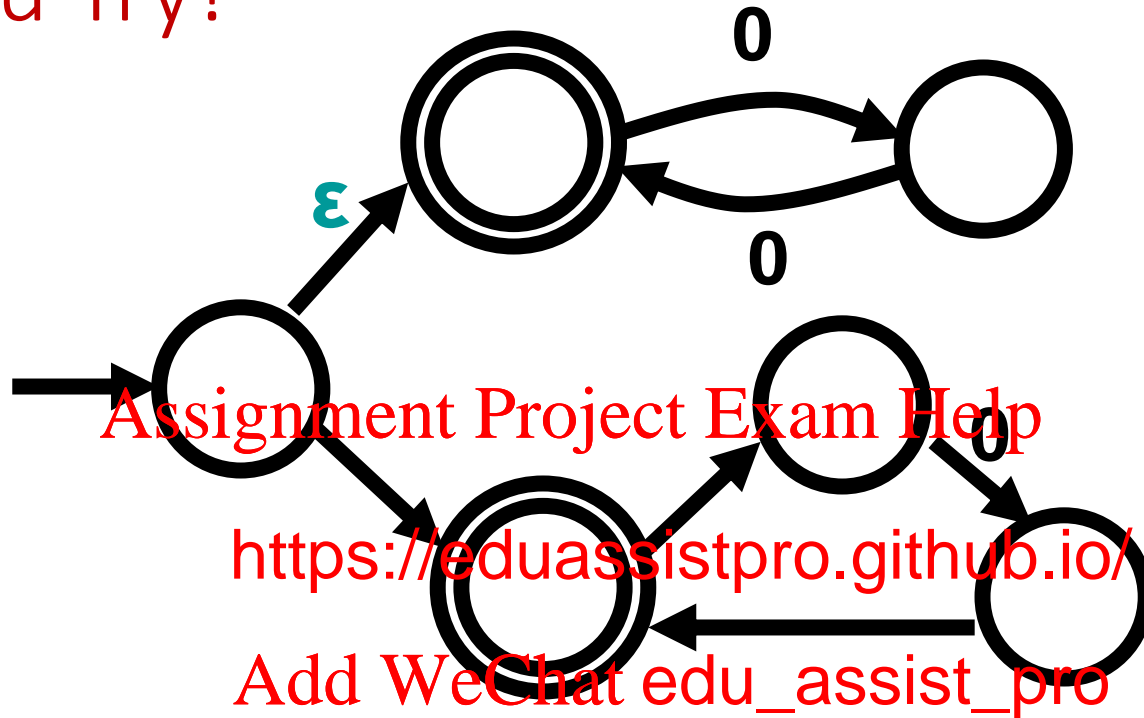 0
ε
0
Assignment Project Exam Help
0
https://eduassistpro.github.io/
Add WeChat edu_assist_pro